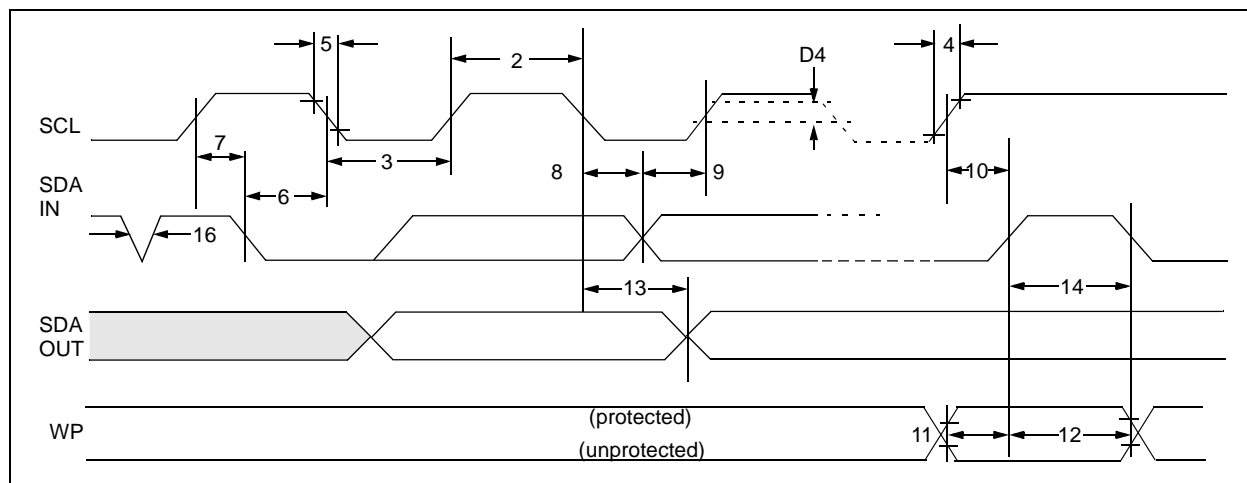 5
2
D4
4
SCL
7
3
8
9
10
SDA
IN
6
16
13
14
SDA
OUT
WP
(protected)
(unprotected)
11
12